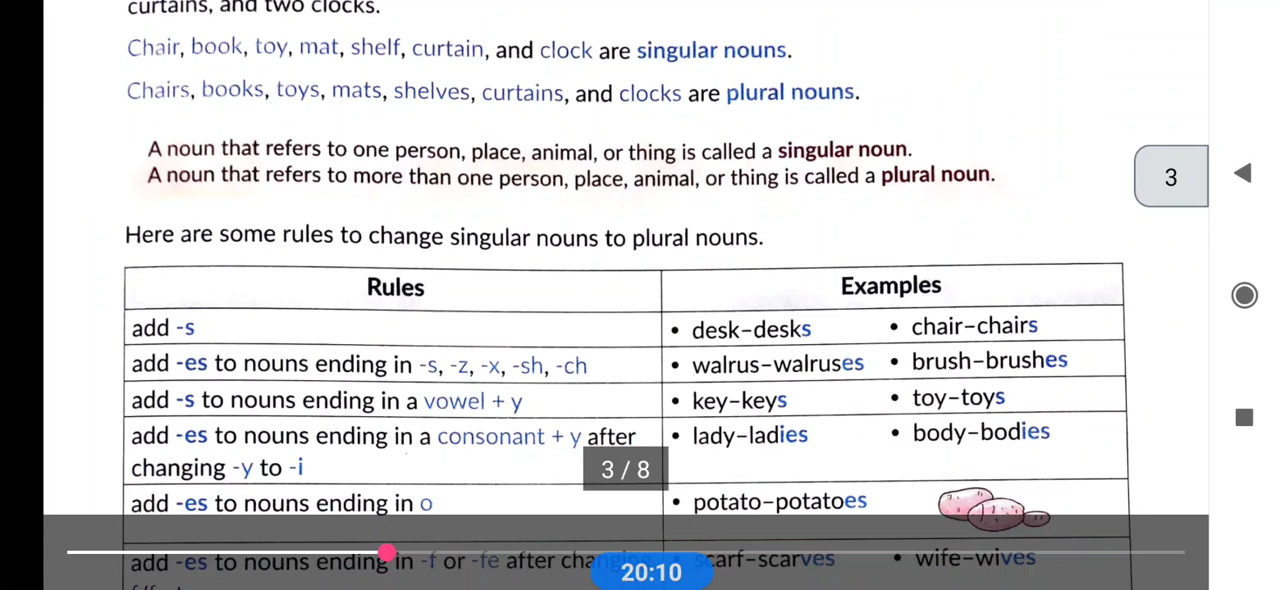 curtains, and two clocks.
Chair, book, toy, mat, shelf, curtain, and clock are singular nouns.
Chairs, books, toys, mats, shelves, curtains, and clocks are plural nouns.
A noun that refers to one person, place, animal, or thing is called a singular noun.
A noun that refers to more than one person, place, animal, or thing is called a plural noun.
3
Here are some rules to change singular nouns to plural nouns.
Rules Examples
add -s • desk–desks • chair–chairs
add -es to nouns ending in -s, -z, -x, -sh, -ch • walrus–walruses • brush–brushes
add -s to nouns ending in a vowel + y • key–keys • toy–toys
add -es to nouns ending in a consonant + y after • lady–ladies • body–bodies
changing -y to -i
3 / 8
add -es to nouns ending in o • potato–potatoes
add -es to nouns ending in -f or -fe after scarf–scarves • wife–wives
20:10